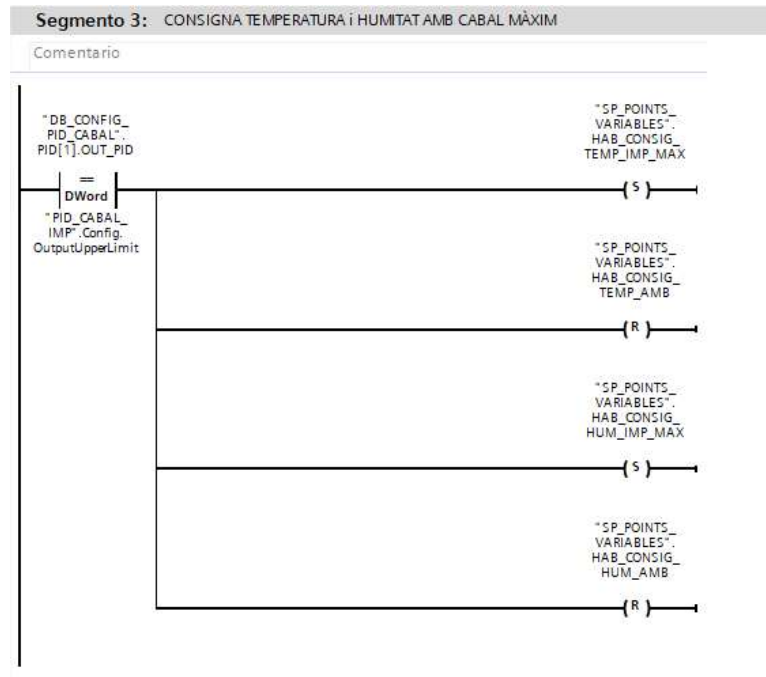 Segmento 3: CONSIGNA TEMPERATURA i HUMITAT AMB CABAL MÀXIM
Comentario
"DB_CONFIG_
PID_CABAL".
PID[1].OUT_PID
==
DWord
"PID_CABAL_
IMP".Config.
OutputUpperLimit
"SP_POINTS_
VARIABLES".
HAB_CONSIG_
TEMP_IMP_MAX
S
"SP_POINTS_
VARIABLES".
HAB_CONSIG_
TEMP_AMB
R
"SP_POINTS_
VARIABLES".
HAB_CONSIG_
HUM_IMP_MAX
S
"SP_POINTS_
VARIABLES".
HAB_CONSIG_
HUM_AMB
R